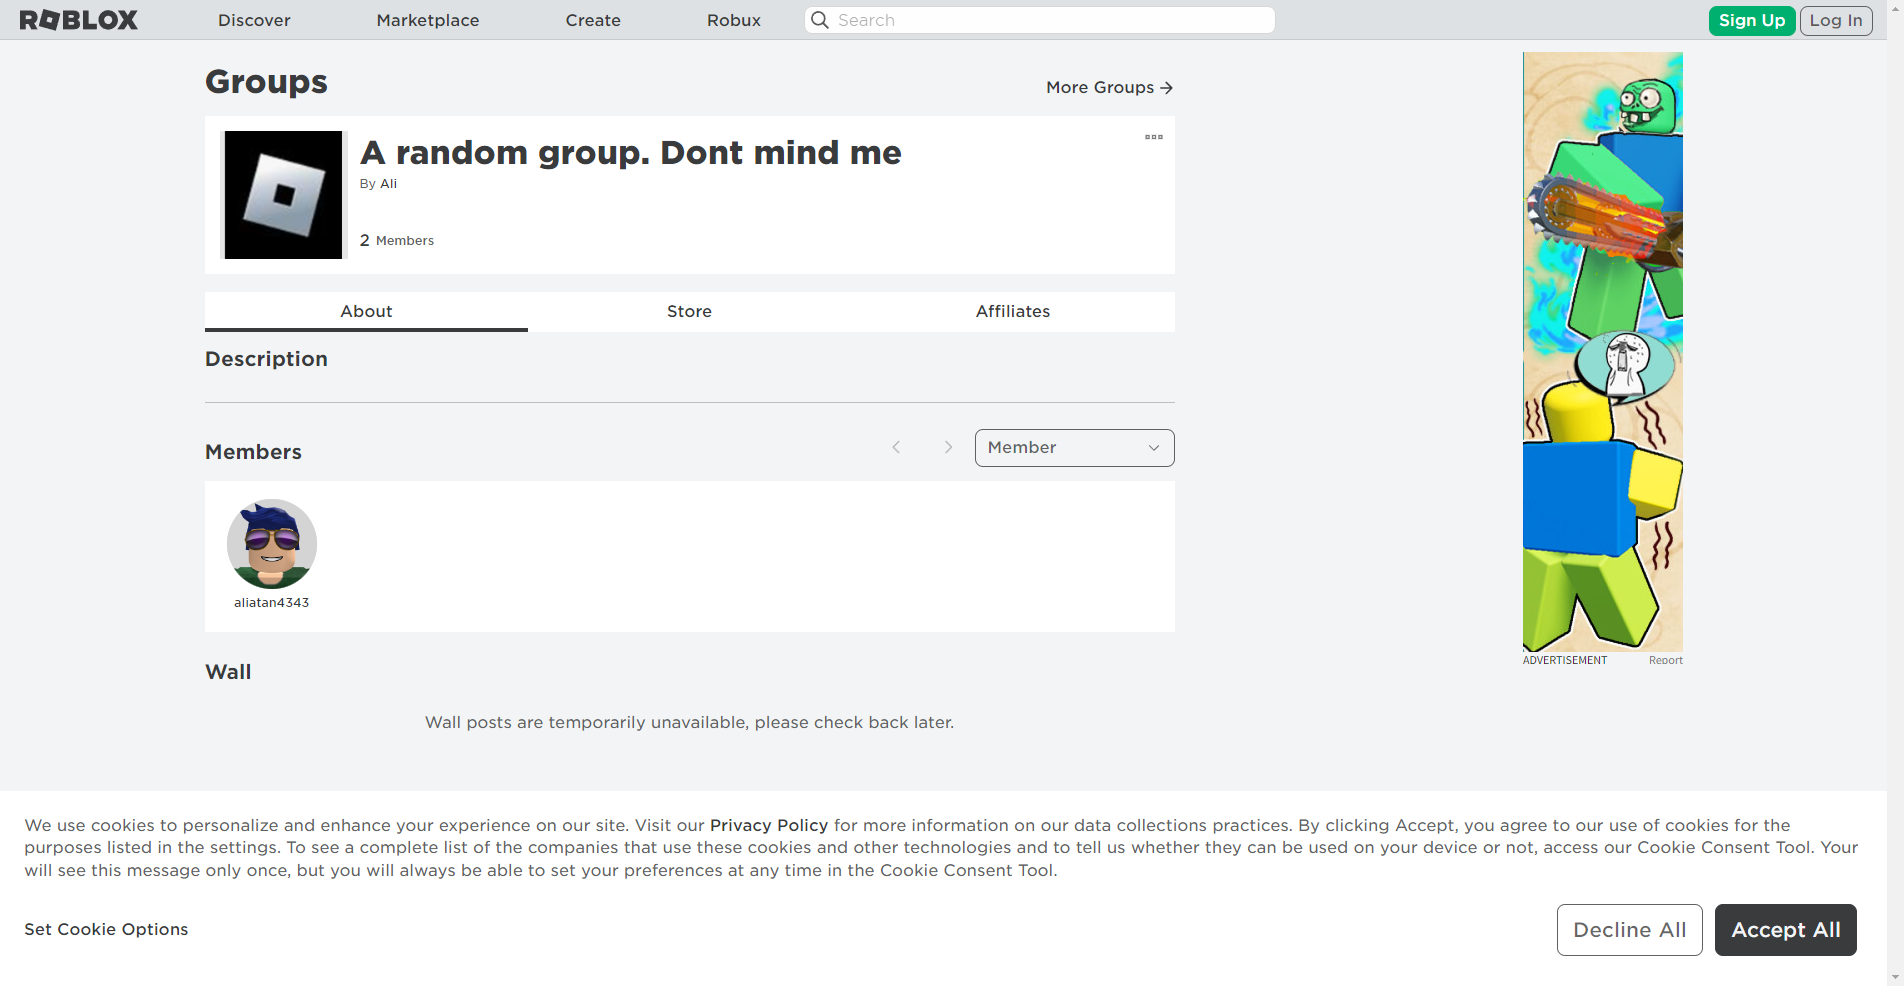 ROBLOX
Discover
Marketplace
Create
Robux
Search
Sign Up
Log In
Groups
More Groups
A random group. Dont mind me
By Ali
2 Members
About
Store
Affiliates
Description
Members
Member
aliatan4343
Wall
Wall posts are temporarily unavailable, please check back later.
ADVERTISEMENT
Report
We use cookies to personalize and enhance your experience on our site. Visit our Privacy Policy for more information on our data collections practices. By clicking Accept, you agree to our use of cookies for the
purposes listed in the settings. To see a complete list of the companies that use these cookies and other technologies and to tell us whether they can be used on your device or not, access our Cookie Consent Tool. Your
will see this message only once, but you will always be able to set your preferences at any time in the Cookie Consent Tool.
Set Cookie Options
Decline All
Accept All